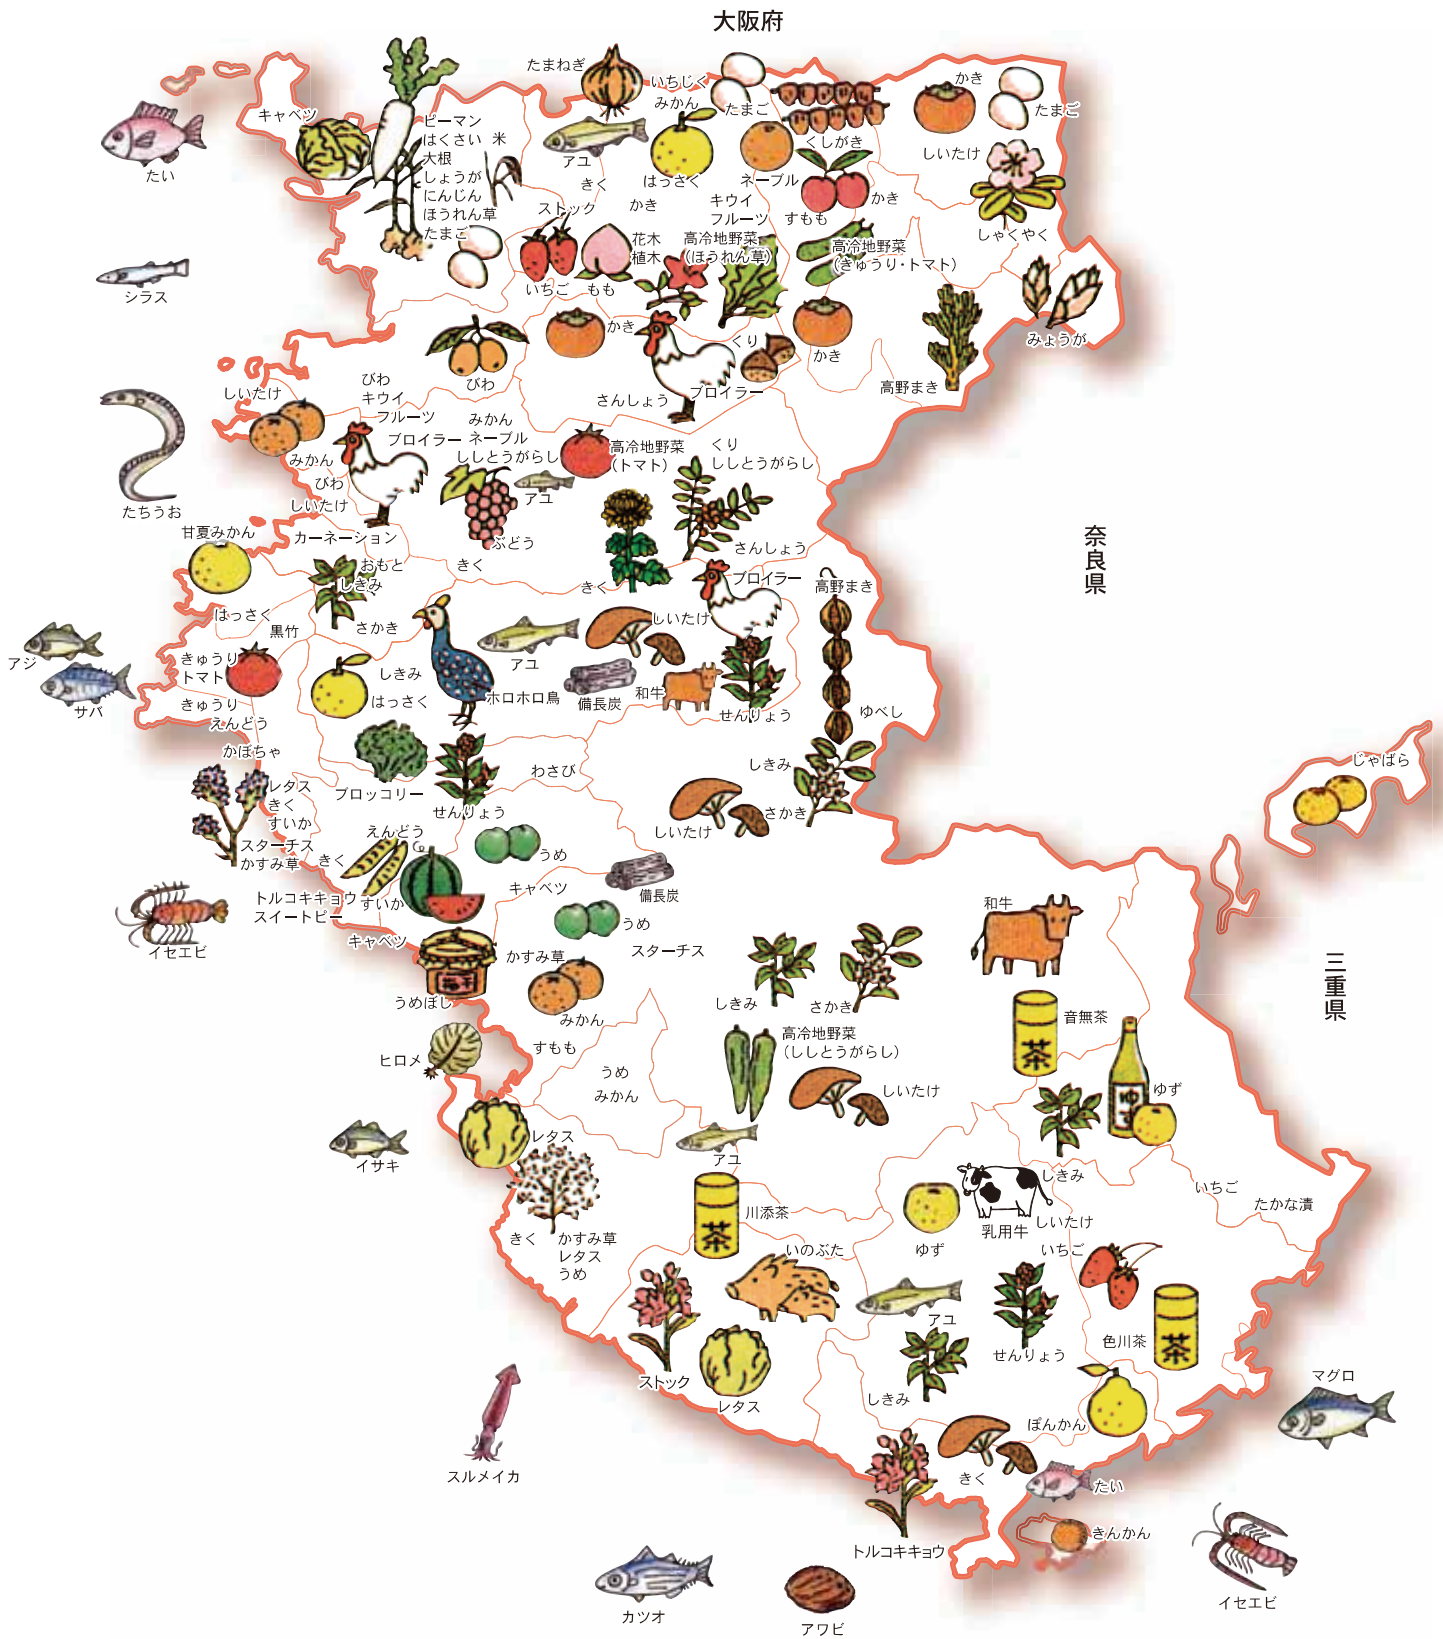 大阪府
たまねぎ
いちじく
みかん
たまご
かき
たまご
キャベツ
ピーマン
はくさい 米
大根
しょうが
にんじん
ほうれん草
たまご
たい
アユ
きく
かき
はっさく
ネーブル
くしがき
キウイ
フルーツ
すもも
かき
しいたけ
しゃくやく
ストック
いちご
もも
花木
植木
高冷地野菜
(ほうれん草)
高冷地野菜
(きゅうり・トマト)
シラス
みょうが
かき
くり
かき
高野まき
びわ
さんしょう
ブロイラー
しいたけ
びわ
キウイ
フルーツ
ブロイラー
みかん
ネーブル
ししとうがらし
高冷地野菜
(トマト)
くり
ししとうがらし
みかん
びわ
しいたけ
アユ
たちうお
甘夏みかん
カーネーション
ぶどう
さんしょう
奈良県
おもと
しきみ
きく
きく
ブロイラー
高野まき
はっさく
黒竹
さかき
しいたけ
アジ
きゅうり
トマト
しきみ
アユ
サバ
きゅうり
えんどう
はっさく
ホロホロ鳥
備長炭
和牛
せんりょう
ゆべし
かぼちゃ
わさび
しきみ
じゃばら
レタス
きく
すいか
ブロッコリー
せんりょう
しいたけ
さかき
スターチス
かすみ草
きく
えんどう
うめ
トルコキキョウ
スイートピー
すいか
キャベツ
備長炭
イセエビ
キャベツ
うめ
和牛
かすみ草
スターチス
三重県
うめぼし
梅干
みかん
しきみ
さかき
音無茶
茶
ヒロメ
すもも
高冷地野菜
(ししとうがらし)
うめ
みかん
しいたけ
ゆず
ゆず
イサキ
レタス
アユ
しきみ
いちご
たかな漬
川添茶
茶
きく
かすみ草
レタス
うめ
いのぶた
ゆず
乳用牛
しいたけ
いちご
アユ
せんりょう
色川茶
茶
ストック
レタス
しきみ
マグロ
ぽんかん
スルメイカ
きく
たい
きんかん
トルコキキョウ
カツオ
アワビ
イセエビ